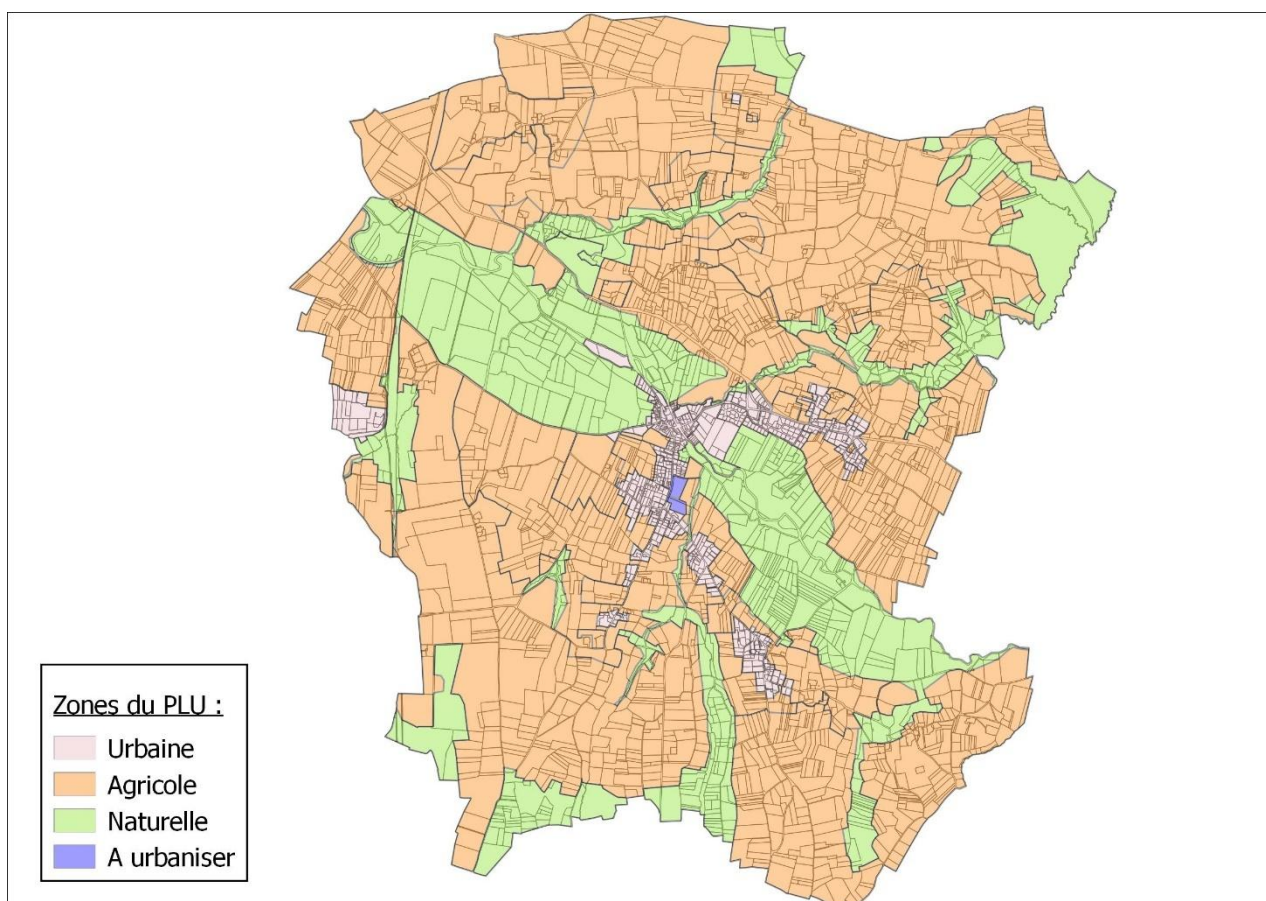 Zones du PLU :
Urbaine
Agricole
Naturelle
A urbaniser